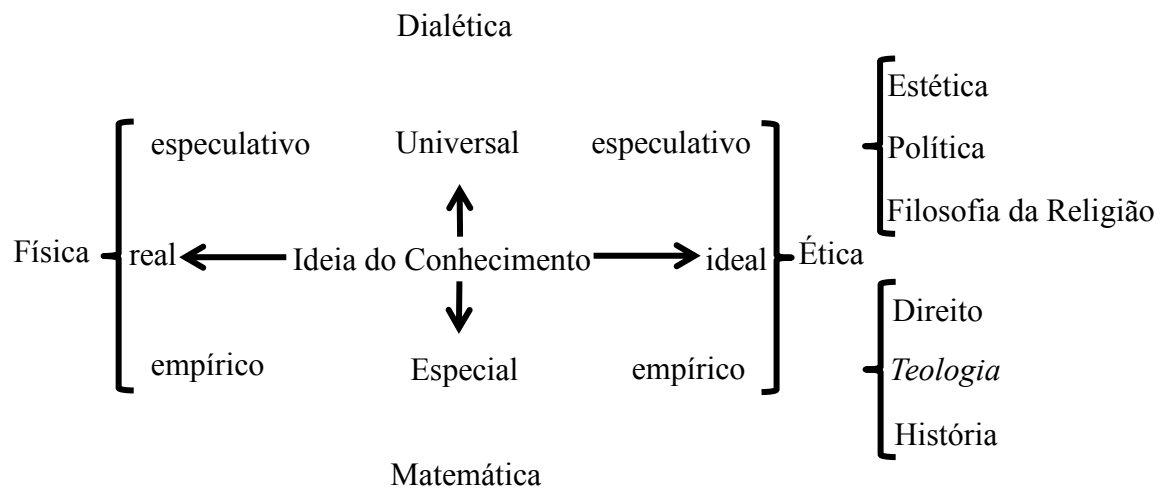 Dialética
Estética
especulativo Universal especulativo Política
Filosofia da Religião
Física real Ideia do Conhecimento ideal Ética
Direito
empírico Especial empírico Teologia
História
Matemática